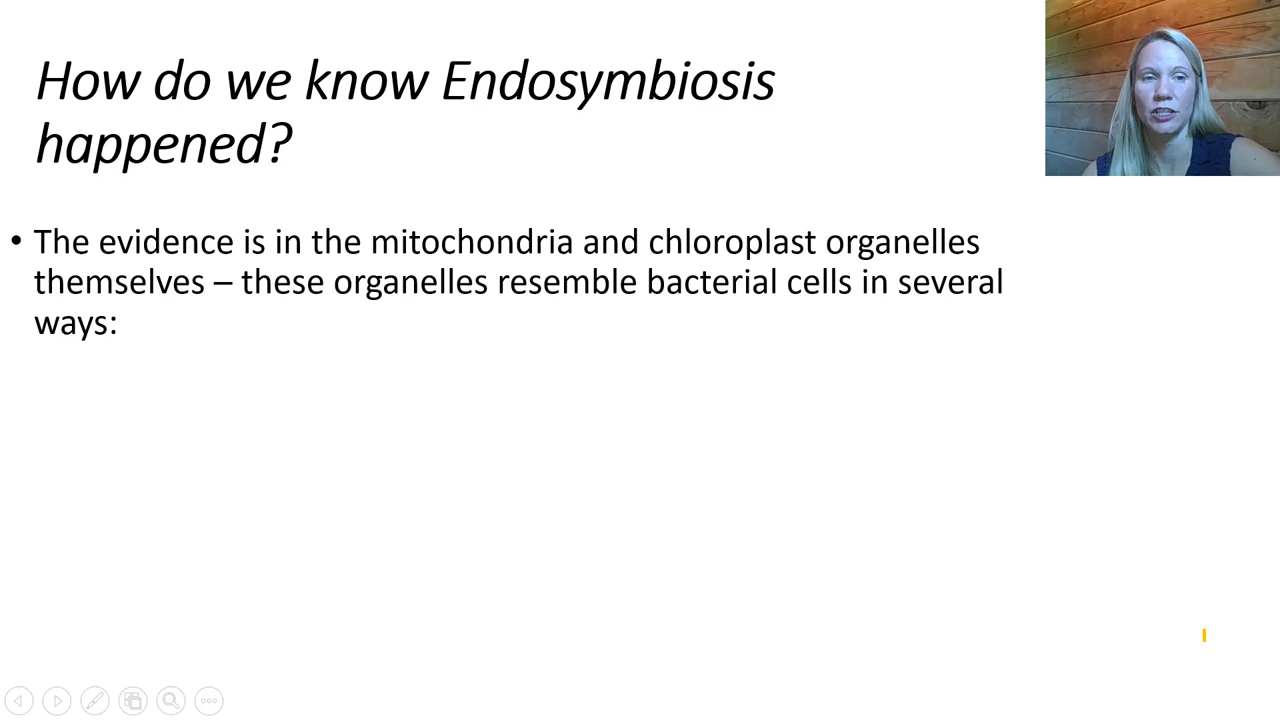 How do we know Endosymbiosis
happened?
• The evidence is in the mitochondria and chloroplast organelles
themselves – these organelles resemble bacterial cells in several
ways: